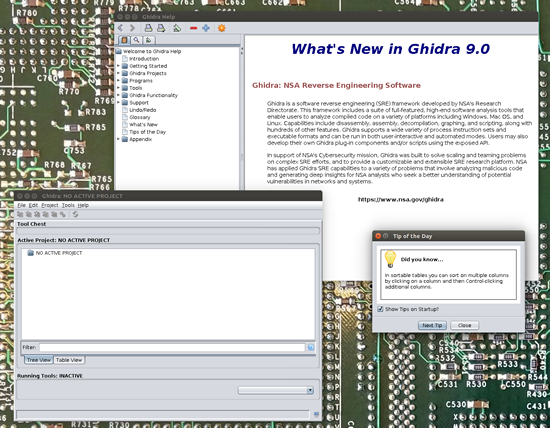 Ghidra Help
Welcome to Ghidra Help
Introduction
Getting Started
Ghidra Projects
Programs
Tools
Ghidra Functionality
Support
Undo/Redo
Glossary
What's New
Tips of the Day
Appendix
What's New in Ghidra 9.0
Ghidra: NSA Reverse Engineering Software
Ghidra is a software reverse engineering (SRE) framework developed by NSA's Research
Directorate. This framework includes a suite of full-featured, high-end software analysis tools that
enable users to analyze compiled code on a variety of platforms including Windows, Mac OS, and
Linux. Capabilities include disassembly, assembly, decompilation, graphing, and scripting, along with
hundreds of other features. Ghidra supports a wide variety of process instruction sets and
executable formats and can be run in both user-interactive and automated modes. Users may also
develop their own Ghidra plug-in components and/or scripts using the exposed API.
In support of NSA's Cybersecurity mission, Ghidra was built to solve scaling and teaming problems
on complex SRE efforts, and to provide a customizable and extensible SRE research platform. NSA
has applied Ghidra SRE capabilities to a variety of problems that involve analyzing malicious code
and generating deep insights for NSA analysts who seek a better understanding of potential
vulnerabilities in networks and systems.
https://www.nsa.gov/ghidra
Ghidra: NO ACTIVE PROJECT
File Edit Project Tools Help
Tool Chest
Active Project: NO ACTIVE PROJECT
NO ACTIVE PROJECT
Filter:
Tree View Table View
Running Tools: INACTIVE
Tip of the Day
Did you know...
In sortable tables you can sort on multiple columns
by clicking on a column and then Control-clicking
additional columns.
Show Tips on Startup?
Next Tip Close
R770
C780
R785
R763
R534
R532
R533
C540
C531
R530
C530
R540
C430
R731